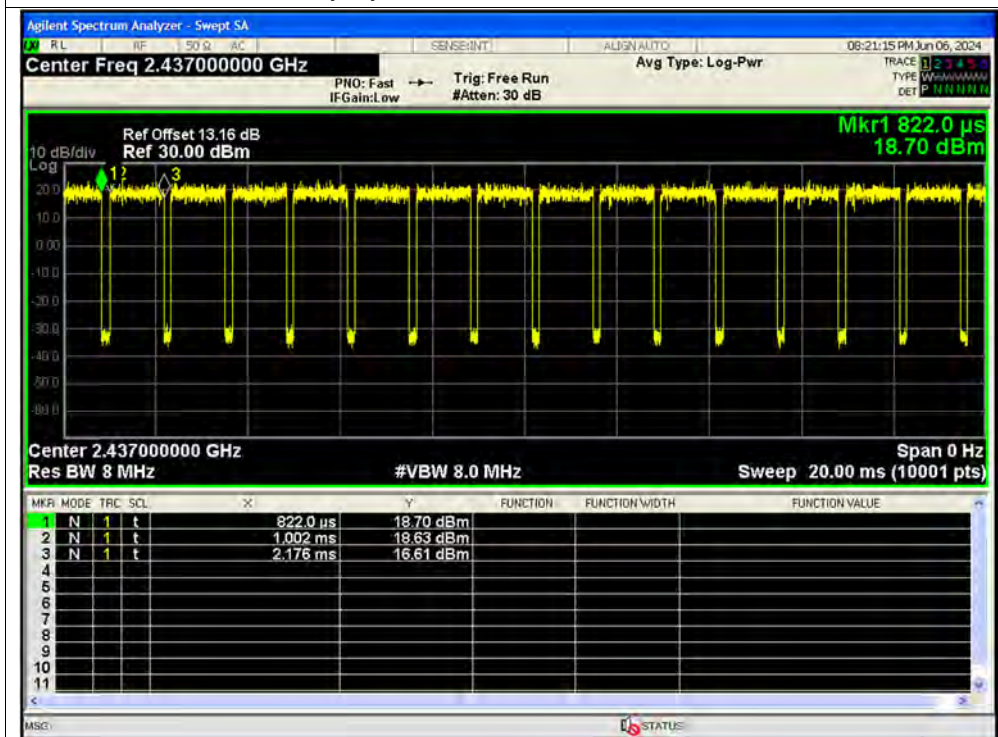 Agilent Spectrum Analyzer - Swept SA
RL RF 50 Ω AC SENSE:INT ALIGN AUTO 08:21:15 PM Jun 06, 2024
Center Freq 2.437000000 GHz
PNO: Fast
IFGain:Low
Trig: Free Run
#Atten: 30 dB
Avg Type: Log-Pwr
TRACE 1 2 3 4 5 6
TYPE
DET P N N N N N
Mkr1 822.0 µs
18.70 dBm
Ref Offset 13.16 dB
10 dB/div Ref 30.00 dBm
Log
1 2 3
20.0
10.0
0.00
-10.0
-20.0
-30.0
-40.0
-50.0
-60.0
Center 2.437000000 GHz Span 0 Hz
Res BW 8 MHz #VBW 8.0 MHz Sweep 20.00 ms (10001 pts)
MKR MODE TRC SCL X Y FUNCTION FUNCTION WIDTH FUNCTION VALUE
1 N 1 t 822.0 µs 18.70 dBm
2 N 1 t 1.002 ms 18.63 dBm
3 N 1 t 2.176 ms 16.61 dBm
4
5
6
7
8
9
10
11
MSG STATUS